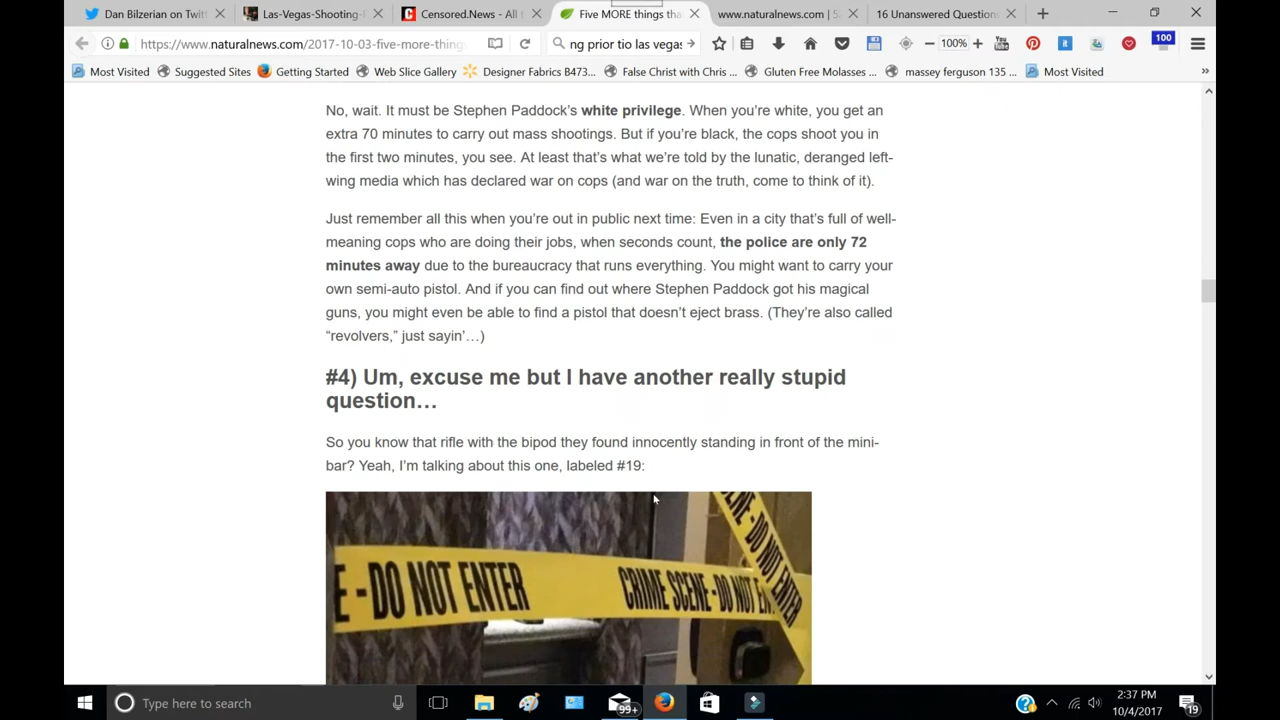 Dan Bilzerian on Twitt
Las-Vegas-Shooting-
Censored.News - All t
Five MORE things tha
www.naturalnews.com | 5
16 Unanswered Question
https://www.naturalnews.com/2017-10-03-five-more-thing
ng prior tio las vegas
100%
You
Tube
it
100
Most Visited
Suggested Sites
Getting Started
Web Slice Gallery
Designer Fabrics B473...
False Christ with Chris ...
Gluten Free Molasses ...
massey ferguson 135 ...
Most Visited
No, wait. It must be Stephen Paddock’s white privilege. When you’re white, you get an
extra 70 minutes to carry out mass shootings. But if you’re black, the cops shoot you in
the first two minutes, you see. At least that’s what we’re told by the lunatic, deranged left-
wing media which has declared war on cops (and war on the truth, come to think of it).
Just remember all this when you’re out in public next time: Even in a city that’s full of well-
meaning cops who are doing their jobs, when seconds count, the police are only 72
minutes away due to the bureaucracy that runs everything. You might want to carry your
own semi-auto pistol. And if you can find out where Stephen Paddock got his magical
guns, you might even be able to find a pistol that doesn’t eject brass. (They’re also called
“revolvers,” just sayin’…)
#4) Um, excuse me but I have another really stupid
question…
So you know that rifle with the bipod they found innocently standing in front of the mini-
bar? Yeah, I’m talking about this one, labeled #19:
ENE - DO NOT ENTER
E - DO NOT ENTER
CRIME SCENE - DO NOT EN
Type here to search
99+
2:37 PM
10/4/2017
19